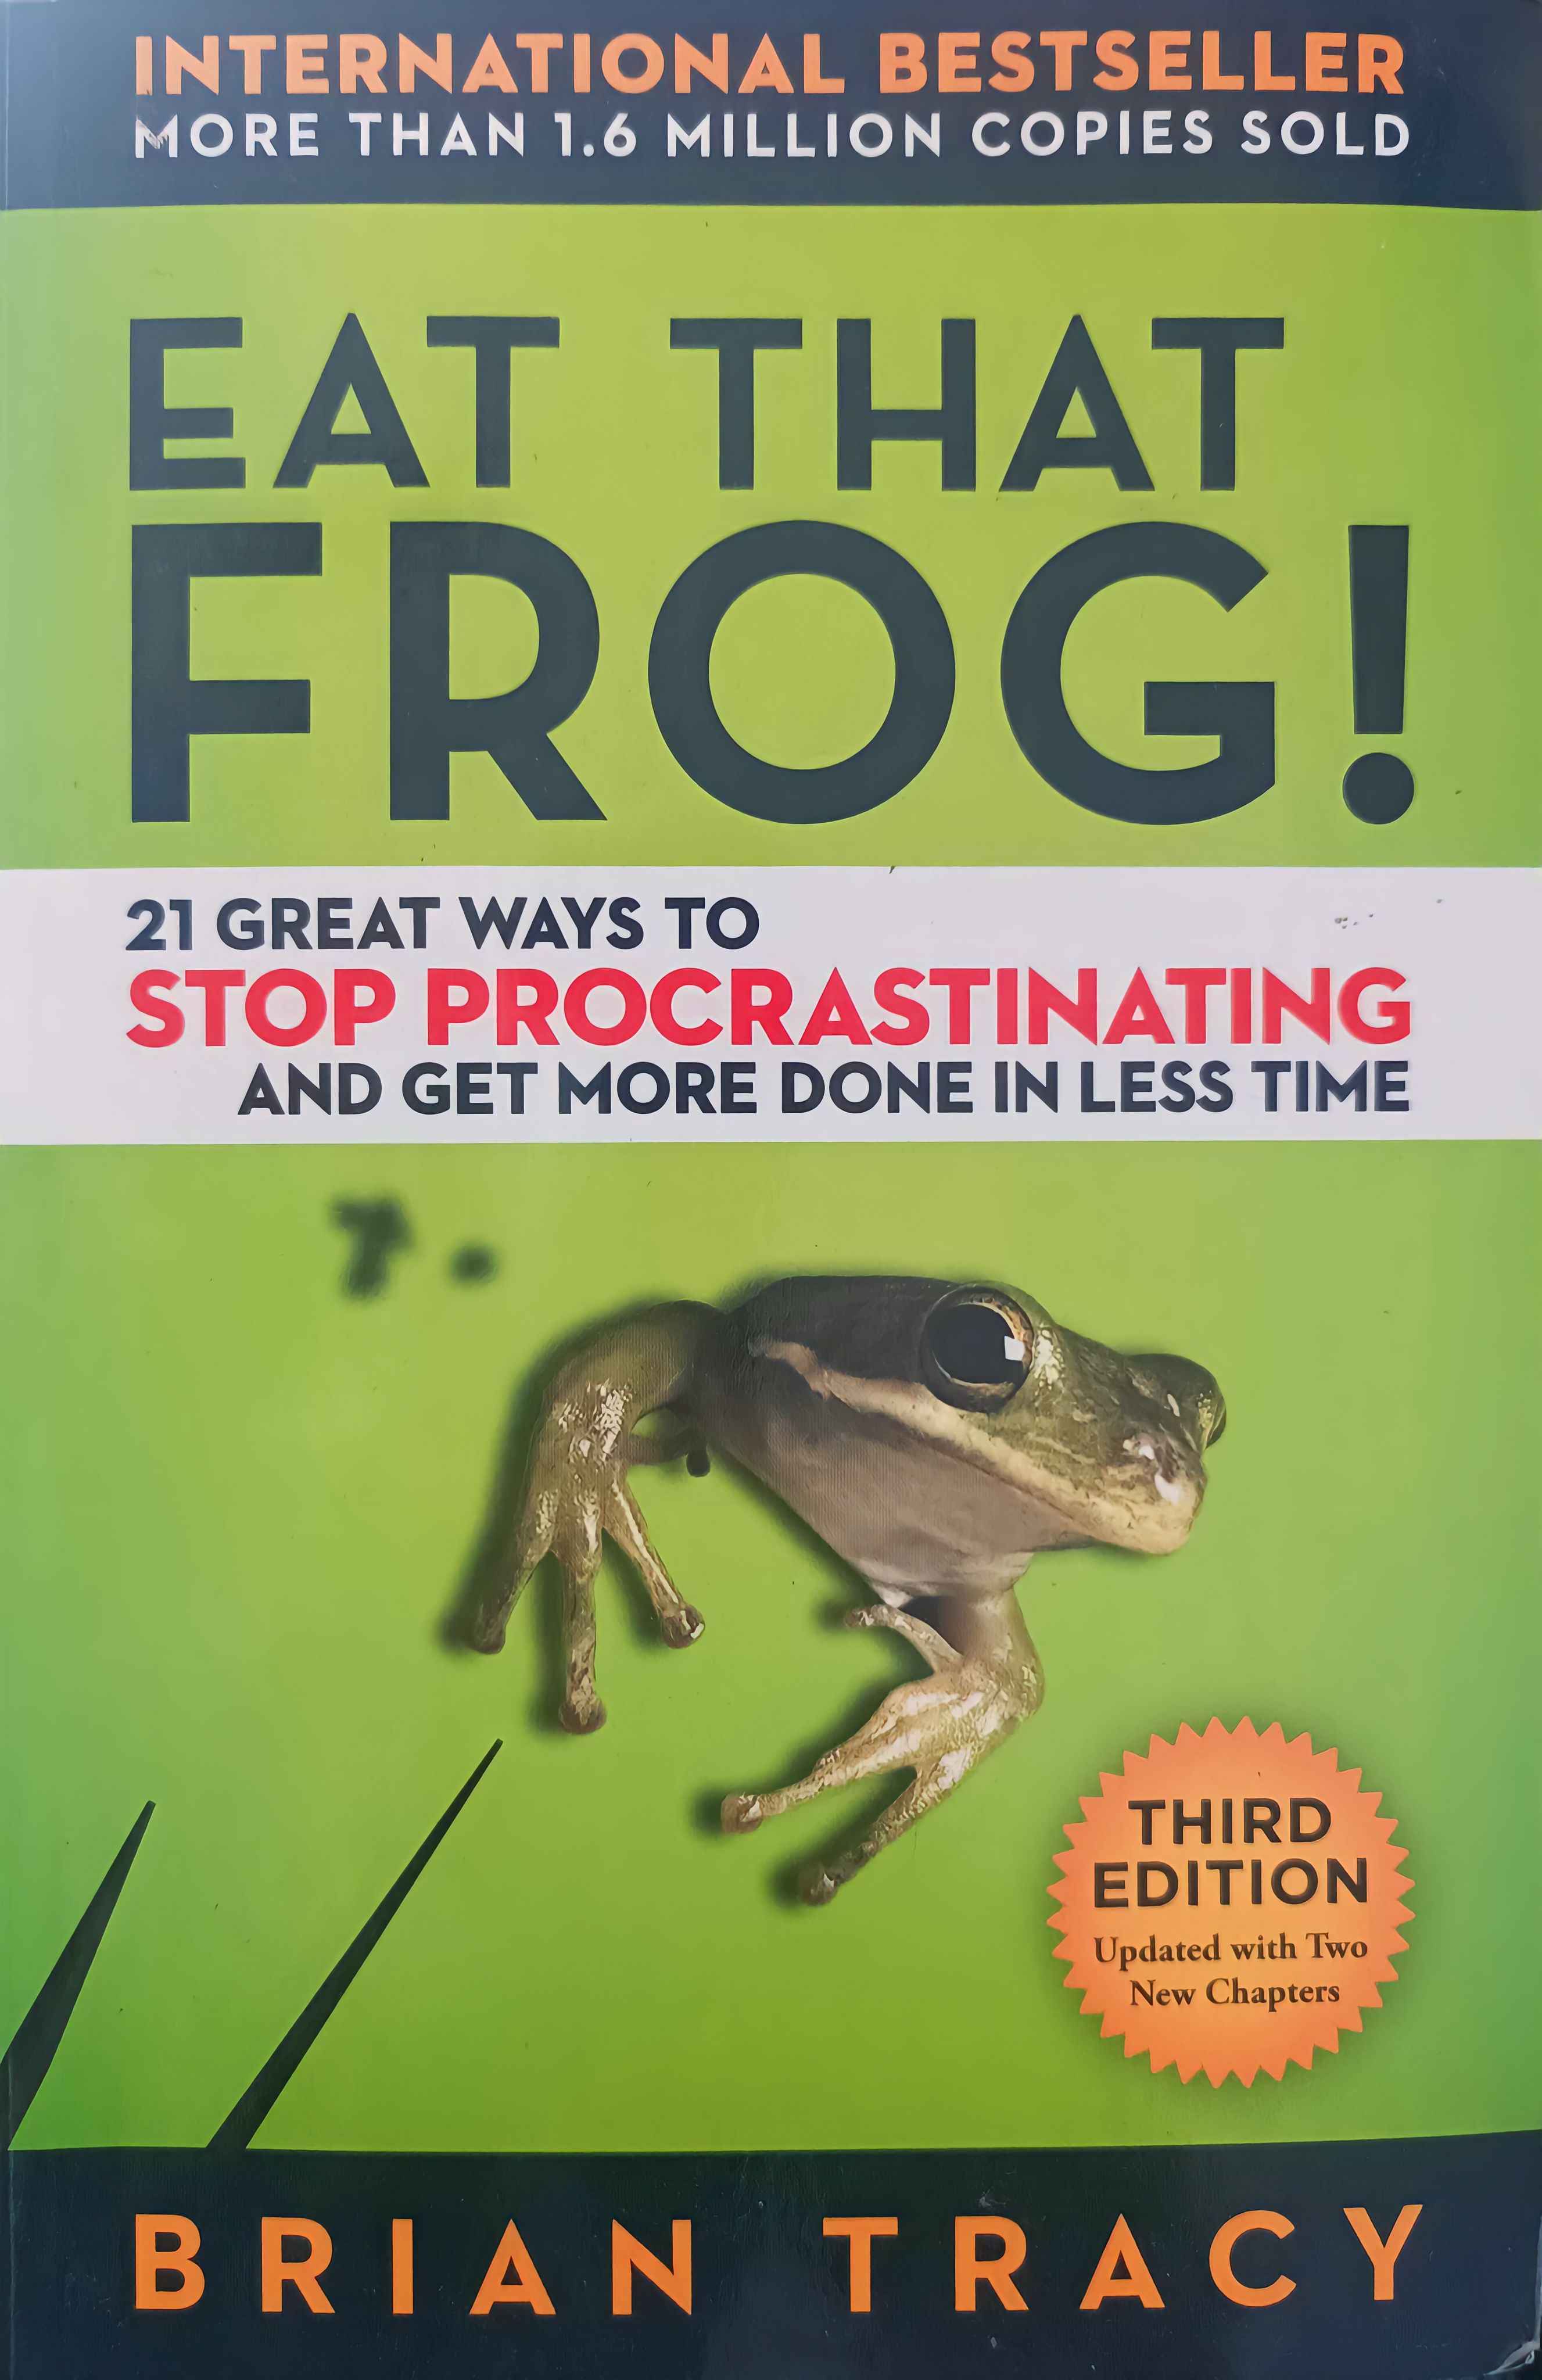 INTERNATIONAL BESTSELLER
MORE THAN 1.6 MILLION COPIES SOLD
EAT THAT
FROG!
21 GREAT WAYS TO
STOP PROCRASTINATING
AND GET MORE DONE IN LESS TIME
THIRD
EDITION
Updated with Two
New Chapters
BRIAN TRACY